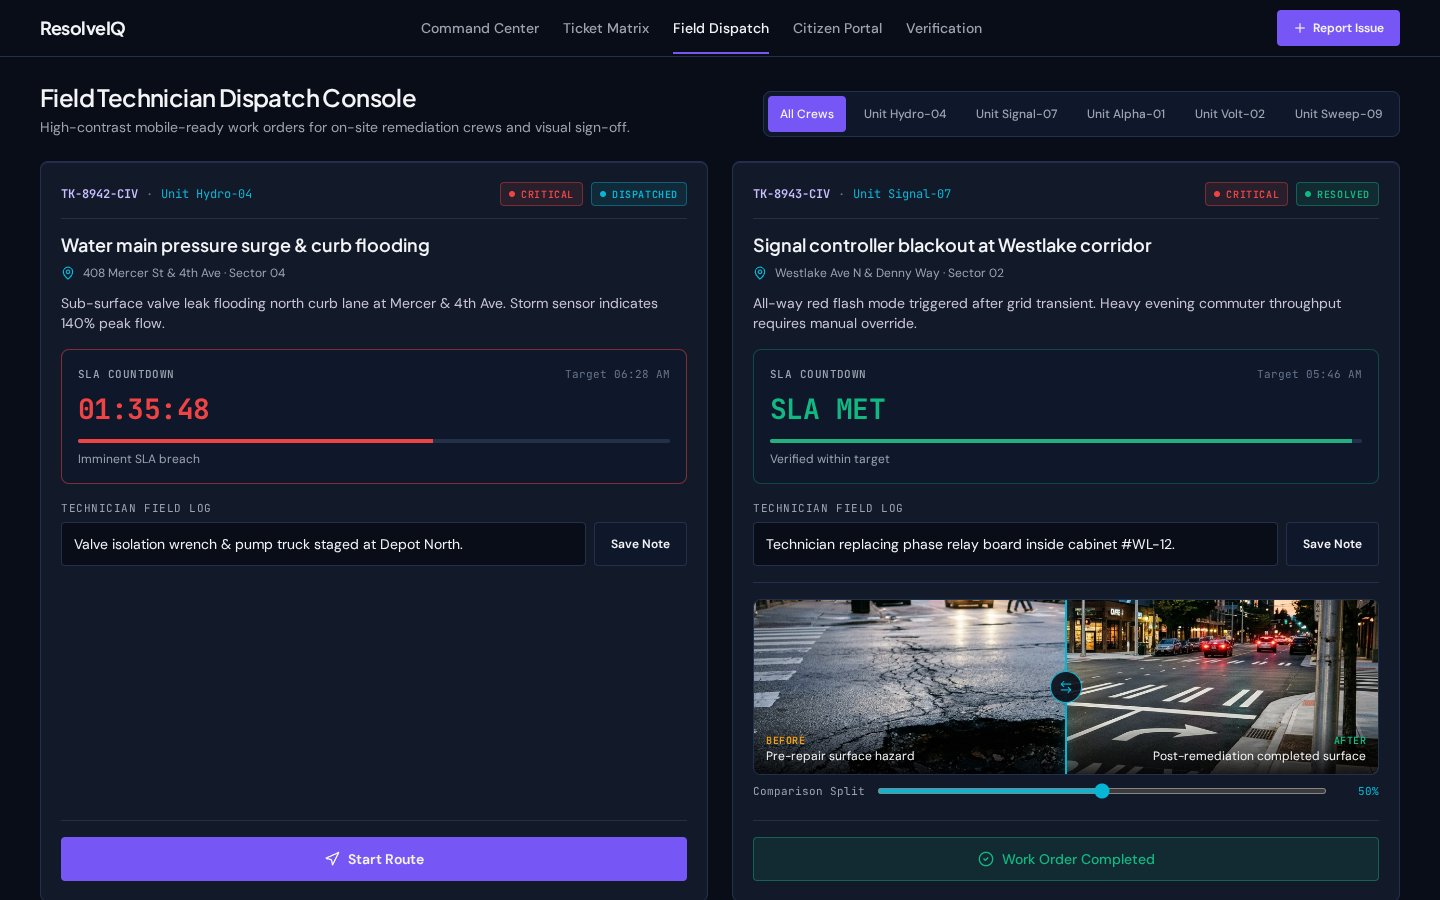 ResolveIQ
Command Center
Ticket Matrix
Field Dispatch
Citizen Portal
Verification
Report Issue
Field Technician Dispatch Console
High-contrast mobile-ready work orders for on-site remediation crews and visual sign-off.
All Crews
Unit Hydro-04
Unit Signal-07
Unit Alpha-01
Unit Volt-02
Unit Sweep-09
TK-8942-CIV · Unit Hydro-04
CRITICAL
DISPATCHED
Water main pressure surge & curb flooding
408 Mercer St & 4th Ave · Sector 04
Sub-surface valve leak flooding north curb lane at Mercer & 4th Ave. Storm sensor indicates
140% peak flow.
SLA COUNTDOWN
Target 06:28 AM
01:35:48
Imminent SLA breach
TECHNICIAN FIELD LOG
Valve isolation wrench & pump truck staged at Depot North.
Save Note
Start Route
TK-8943-CIV · Unit Signal-07
CRITICAL
RESOLVED
Signal controller blackout at Westlake corridor
Westlake Ave N & Denny Way · Sector 02
All-way red flash mode triggered after grid transient. Heavy evening commuter throughput
requires manual override.
SLA COUNTDOWN
Target 05:46 AM
SLA MET
Verified within target
TECHNICIAN FIELD LOG
Technician replacing phase relay board inside cabinet #WL-12.
Save Note
BEFORE
Pre-repair surface hazard
AFTER
Post-remediation completed surface
Comparison Split
50%
Work Order Completed